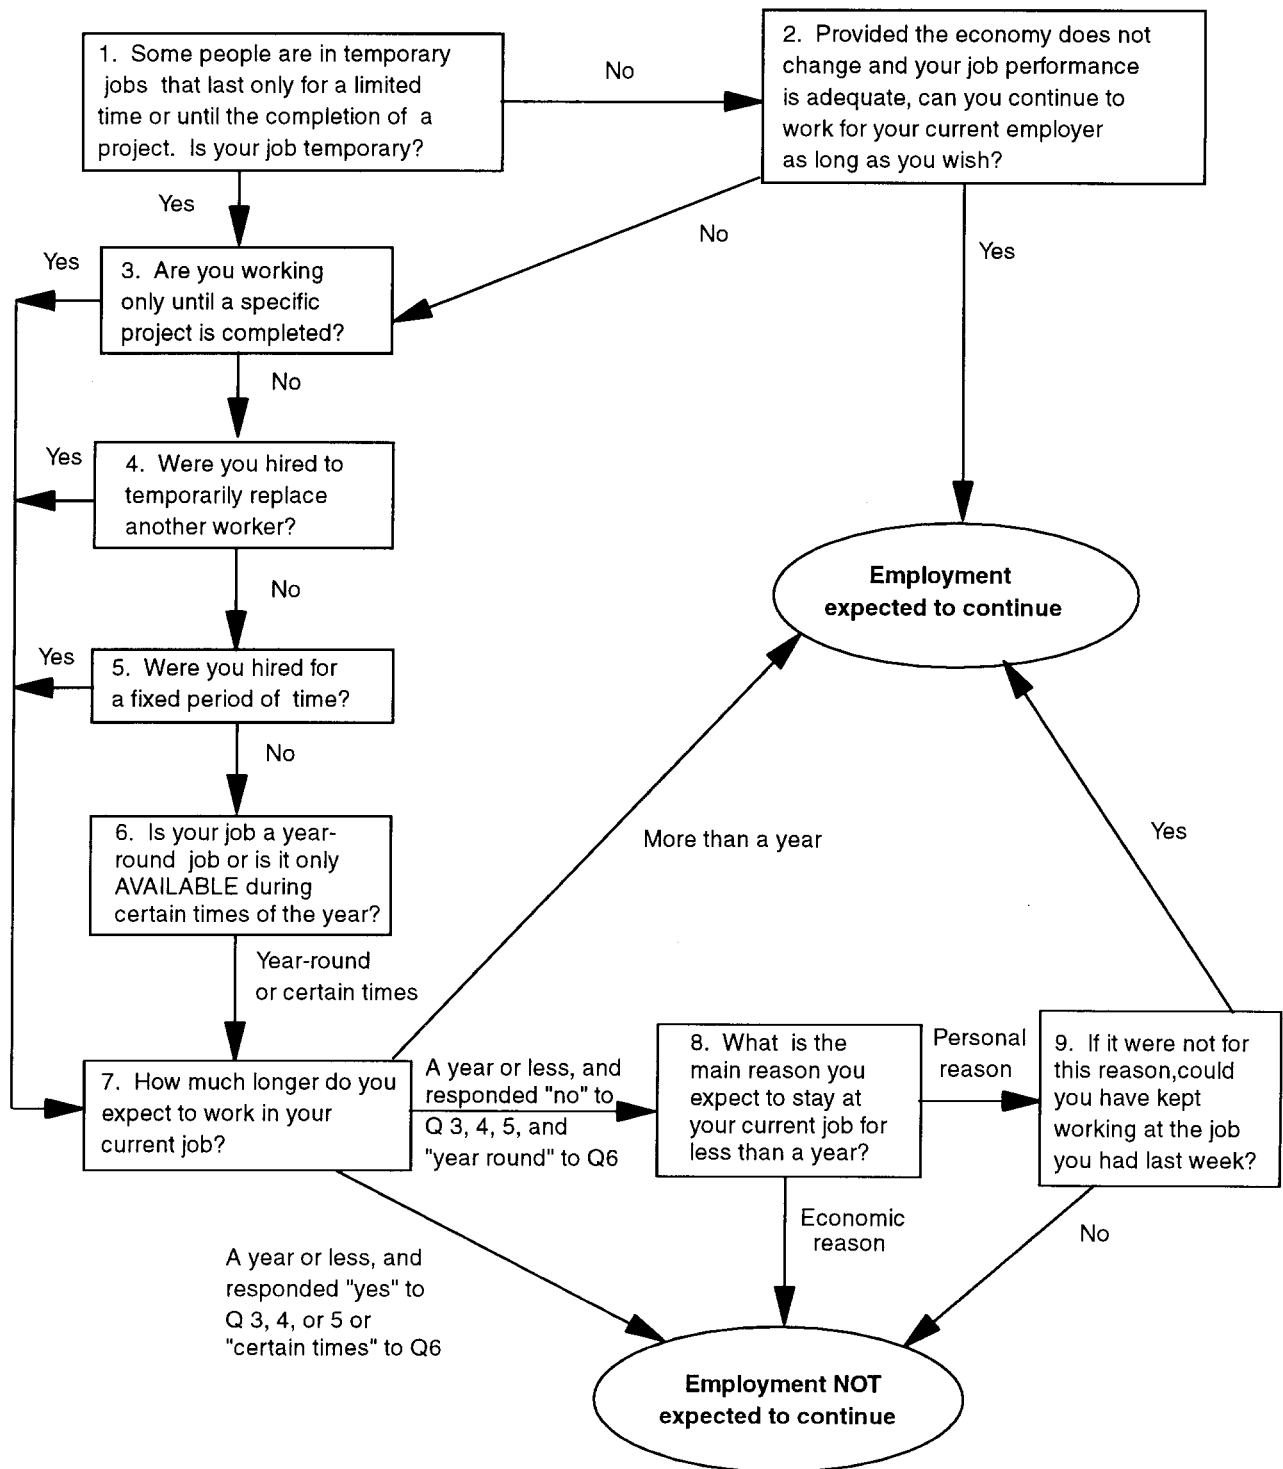 1. Some people are in temporary
jobs that last only for a limited
time or until the completion of a
project. Is your job temporary?
No
2. Provided the economy does not
change and your job performance
is adequate, can you continue to
work for your current employer
as long as you wish?
Yes
No
Yes
Yes
3. Are you working
only until a specific
project is completed?
No
Yes
4. Were you hired to
temporarily replace
another worker?
No
Employment
expected to continue
Yes
5. Were you hired for
a fixed period of time?
No
6. Is your job a year-
round job or is it only
AVAILABLE during
certain times of the year?
More than a year
Yes
Year-round
or certain times
7. How much longer do you
expect to work in your
current job?
A year or less, and
responded "no" to
Q 3, 4, 5, and
"year round" to Q6
8. What is the
main reason you
expect to stay at
your current job for
less than a year?
Personal
reason
9. If it were not for
this reason,could
you have kept
working at the job
you had last week?
Economic
reason
No
A year or less, and
responded "yes" to
Q 3, 4, or 5 or
"certain times" to Q6
Employment NOT
expected to continue